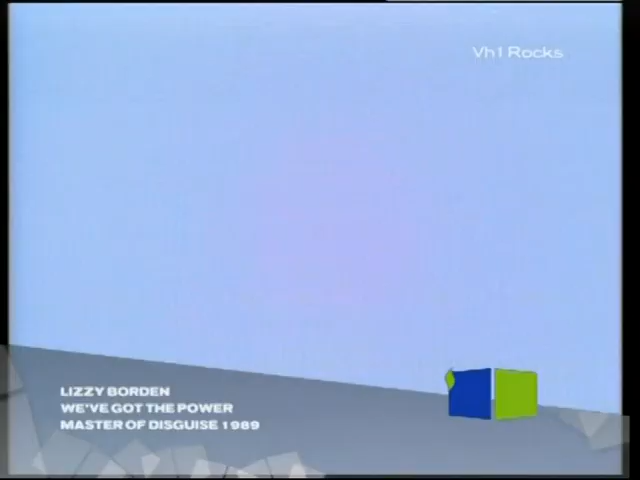 Vh1 Rocks
LIZZY BORDEN
WE'VE GOT THE POWER
MASTER OF DISGUISE 1989